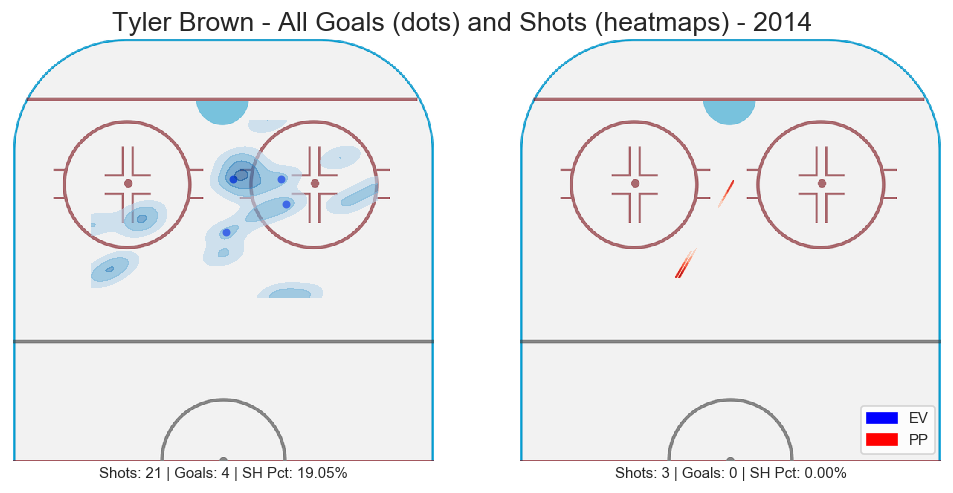 Tyler Brown - All Goals (dots) and Shots (heatmaps) - 2014
EV
PP
Shots: 21 | Goals: 4 | SH Pct: 19.05%
Shots: 3 | Goals: 0 | SH Pct: 0.00%